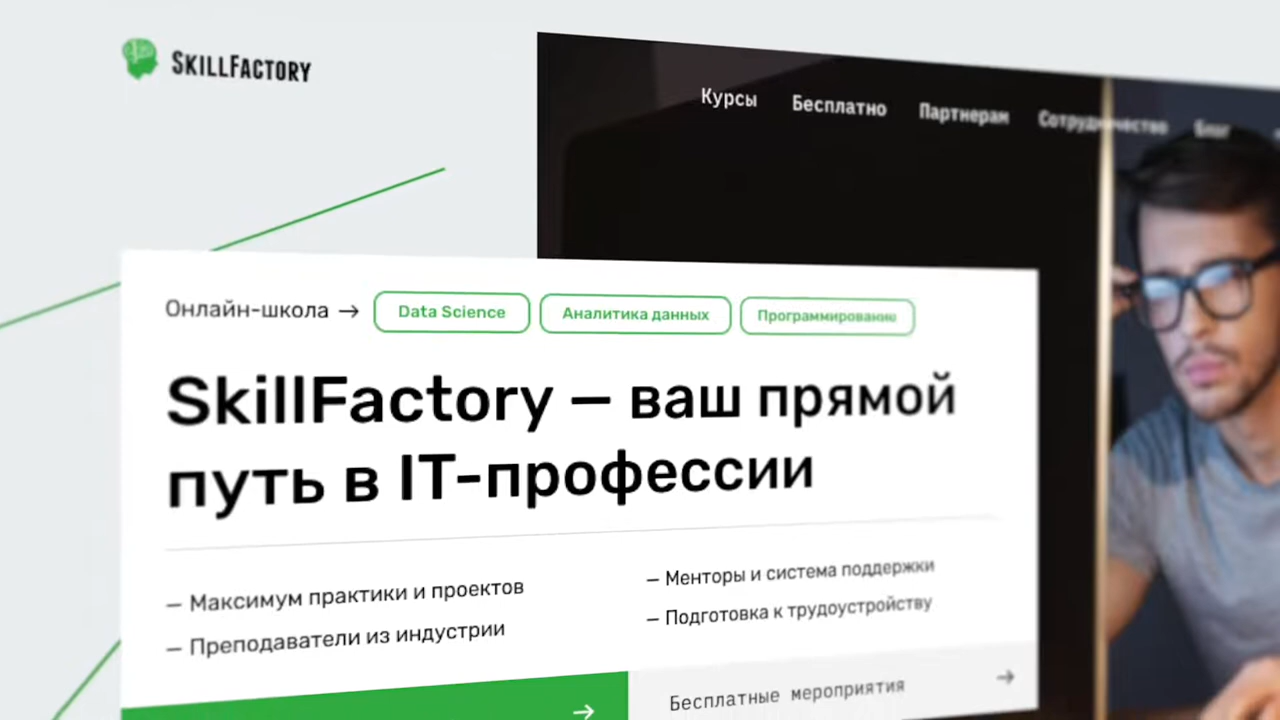 SKILLFACTORY
Курсы Бесплатно Партнерам Сотрудничество Блог
Онлайн-школа → Data Science Аналитика данных Программирование
SkillFactory — ваш прямой
путь в IT-профессии
— Максимум практики и проектов
— Преподаватели из индустрии
— Менторы и система поддержки
— Подготовка к трудоустройству
Бесплатные мероприятия →